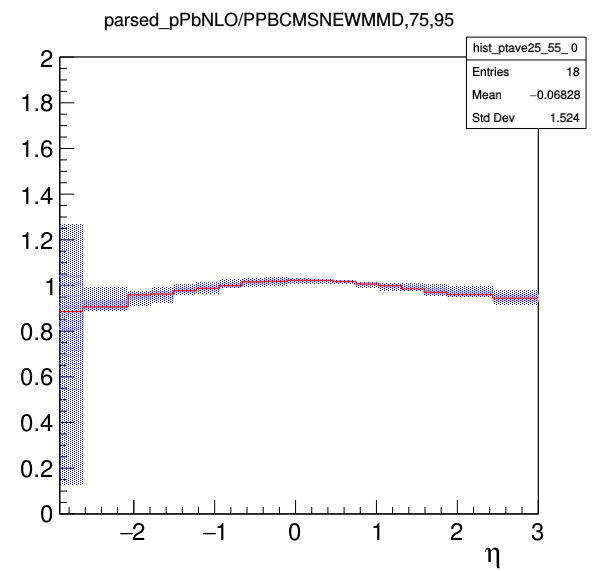 parsed_pPbNLO/PPBCMSNEWMMD,75,95
hist_ptave25_55_ 0
Entries 18
Mean −0.06828
Std Dev 1.524
2
1.8
1.6
1.4
1.2
1
0.8
0.6
0.4
0.2
0
−2 −1 0 1 2 3
η